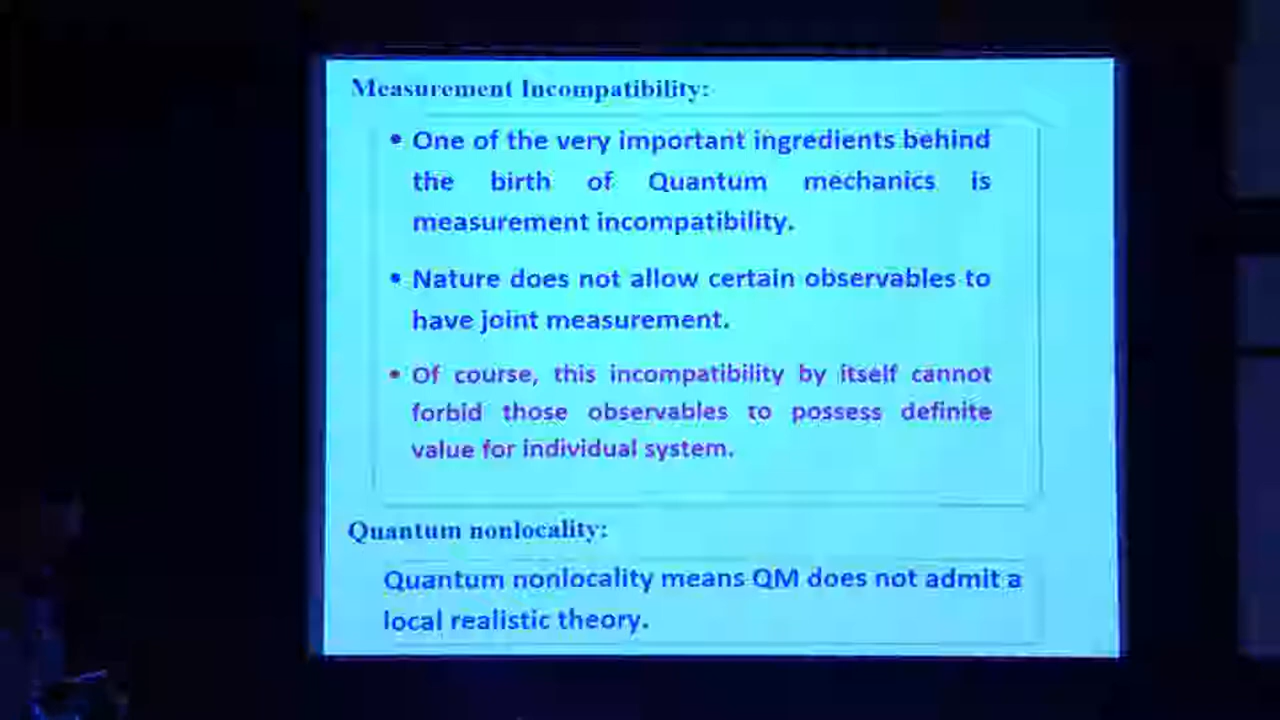 Measurement Incompatibility:
• One of the very important ingredients behind
the birth of Quantum mechanics is
measurement incompatibility.
• Nature does not allow certain observables to
have joint measurement.
• Of course, this incompatibility by itself cannot
forbid those observables to possess definite
value for individual system.
Quantum nonlocality:
Quantum nonlocality means QM does not admit a
local realistic theory.